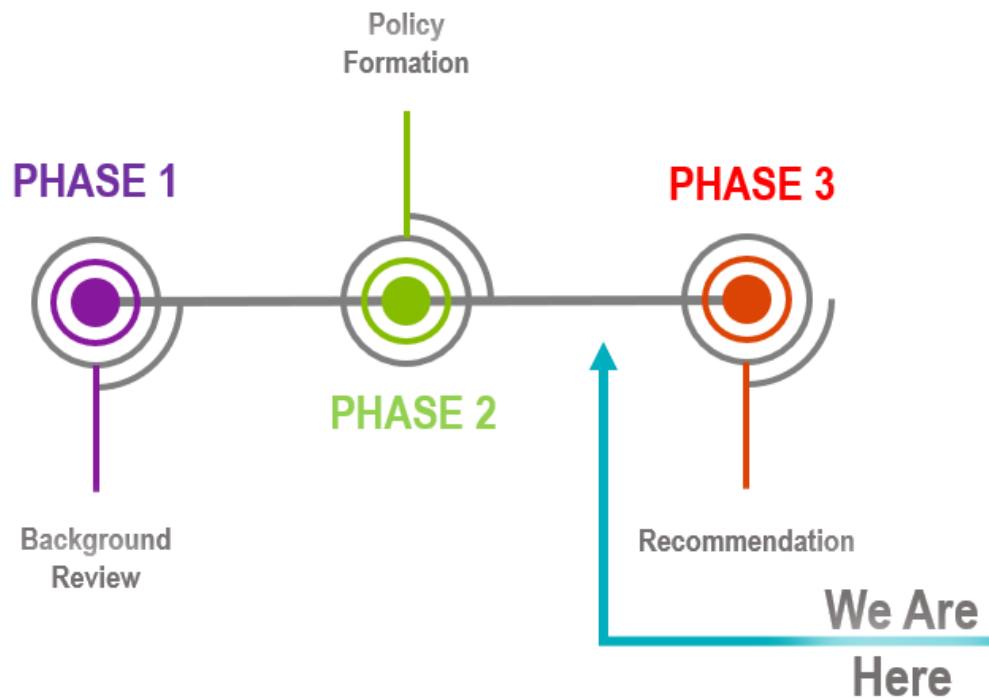 Policy
Formation
PHASE 1
PHASE 3
PHASE 2
Background
Review
Recommendation
We Are
Here